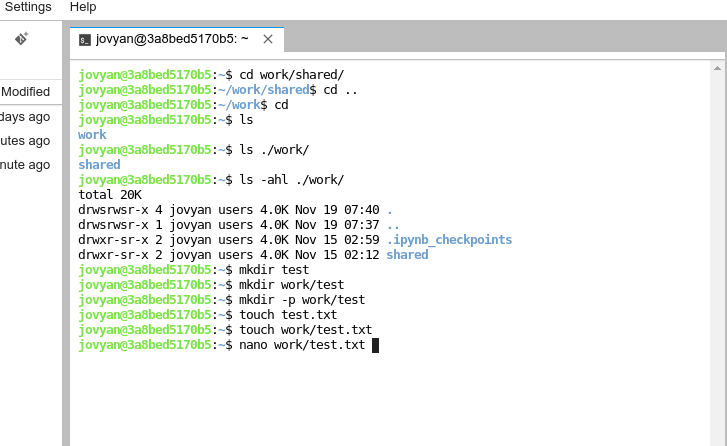 Settings Help
jovyan@3a8bed5170b5: ~
Modified
days ago
utes ago
nute ago
jovyan@3a8bed5170b5:~$ cd work/shared/
jovyan@3a8bed5170b5:~/work/shared$ cd ..
jovyan@3a8bed5170b5:~/work$ cd
jovyan@3a8bed5170b5:~$ ls
work
jovyan@3a8bed5170b5:~$ ls ./work/
shared
jovyan@3a8bed5170b5:~$ ls -ahl ./work/
total 20K
drwsrwsr-x 4 jovyan users 4.0K Nov 19 07:40 .
drwsrwsr-x 1 jovyan users 4.0K Nov 19 07:37 ..
drwxr-sr-x 2 jovyan users 4.0K Nov 15 02:59 .ipynb_checkpoints
drwxr-sr-x 2 jovyan users 4.0K Nov 15 02:12 shared
jovyan@3a8bed5170b5:~$ mkdir test
jovyan@3a8bed5170b5:~$ mkdir work/test
jovyan@3a8bed5170b5:~$ mkdir -p work/test
jovyan@3a8bed5170b5:~$ touch test.txt
jovyan@3a8bed5170b5:~$ touch work/test.txt
jovyan@3a8bed5170b5:~$ nano work/test.txt